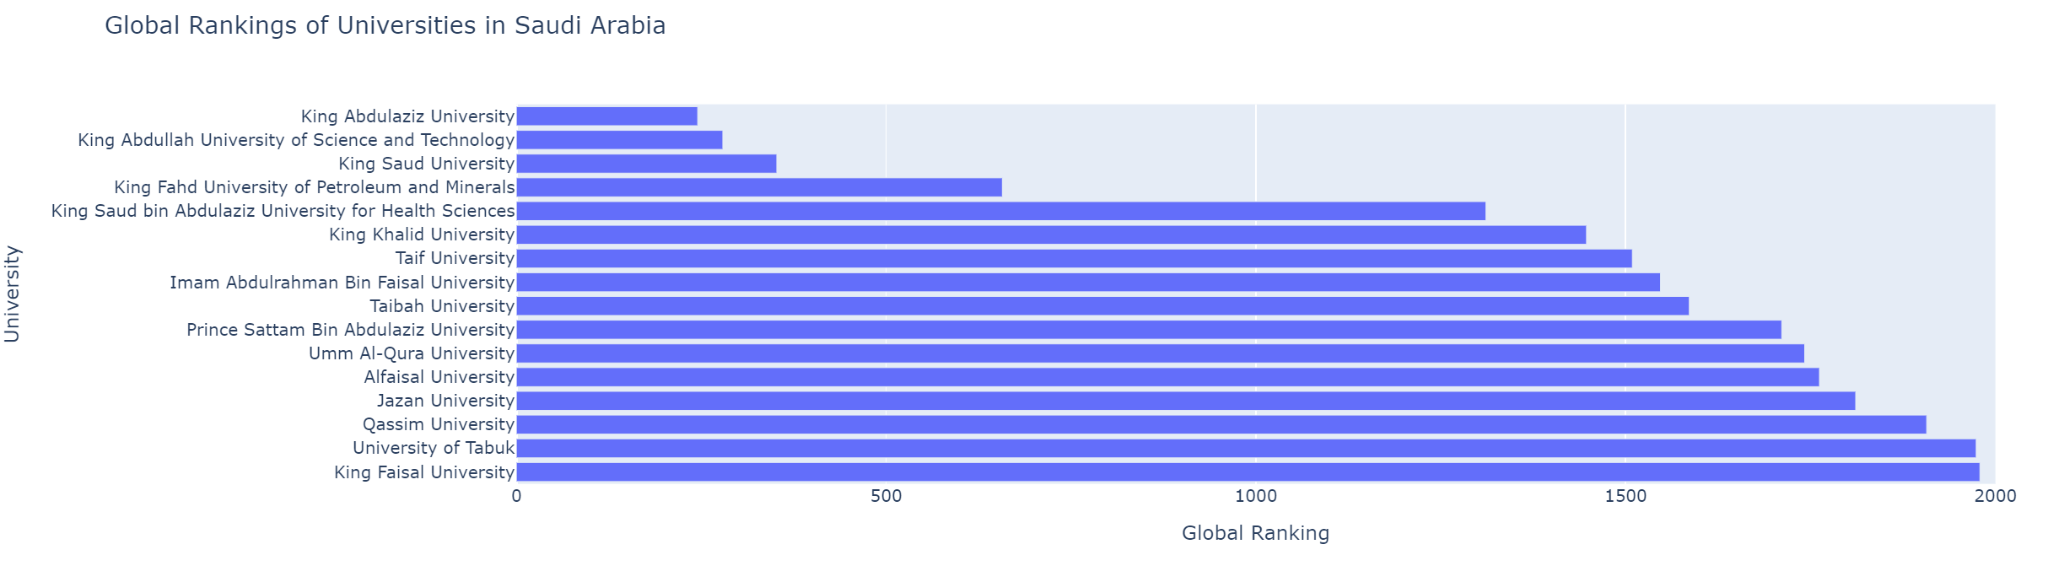 Global Rankings of Universities in Saudi Arabia
University
King Abdulaziz University
King Abdullah University of Science and Technology
King Saud University
King Fahd University of Petroleum and Minerals
King Saud bin Abdulaziz University for Health Sciences
King Khalid University
Taif University
Imam Abdulrahman Bin Faisal University
Taibah University
Prince Sattam Bin Abdulaziz University
Umm Al-Qura University
Alfaisal University
Jazan University
Qassim University
University of Tabuk
King Faisal University
0 500 1000 1500 2000
Global Ranking